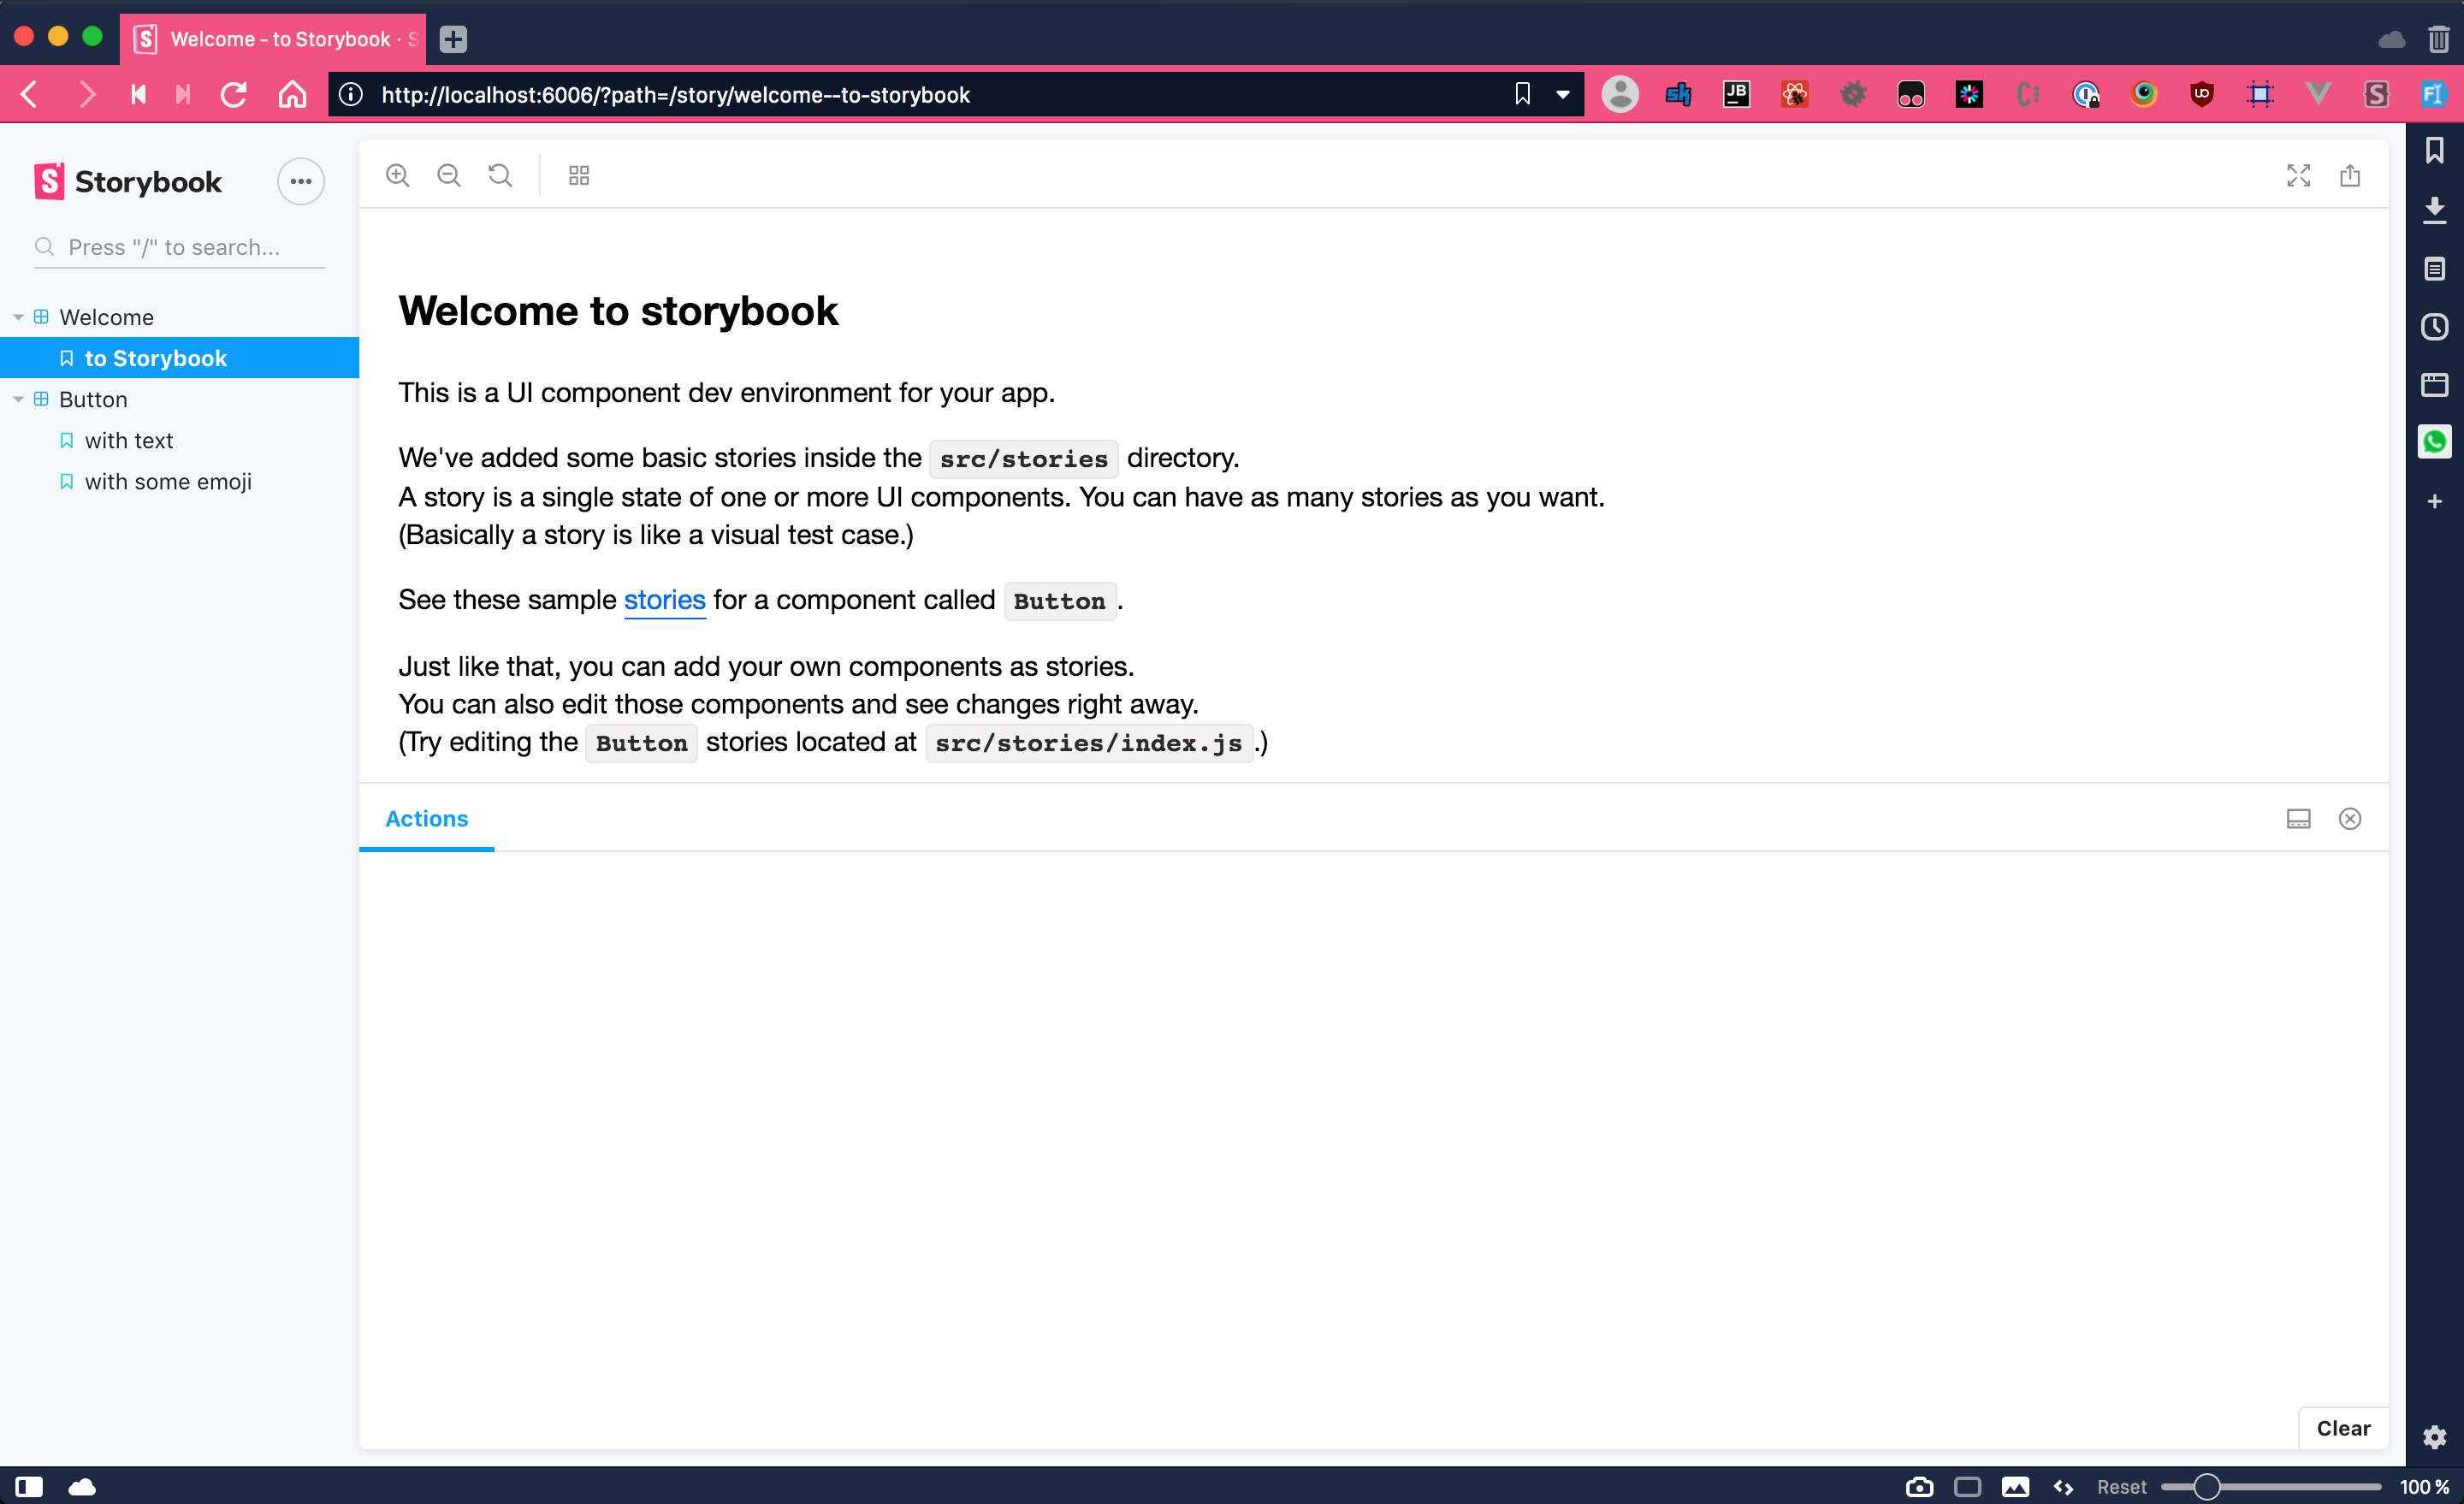 Welcome - to Storybook · S
http://localhost:6006/?path=/story/welcome--to-storybook
Storybook
Press "/" to search...
Welcome
to Storybook
Button
with text
with some emoji
Welcome to storybook
This is a UI component dev environment for your app.
We've added some basic stories inside the src/stories directory.
A story is a single state of one or more UI components. You can have as many stories as you want.
(Basically a story is like a visual test case.)
See these sample stories for a component called Button.
Just like that, you can add your own components as stories.
You can also edit those components and see changes right away.
(Try editing the Button stories located at src/stories/index.js.)
Actions
Clear
Reset
100 %